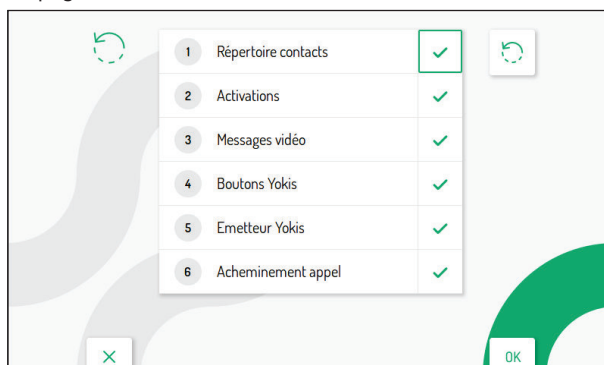 1 Répertoire contacts
2 Activations
3 Messages vidéo
4 Boutons Yokis
5 Emetteur Yokis
6 Acheminement appel
OK